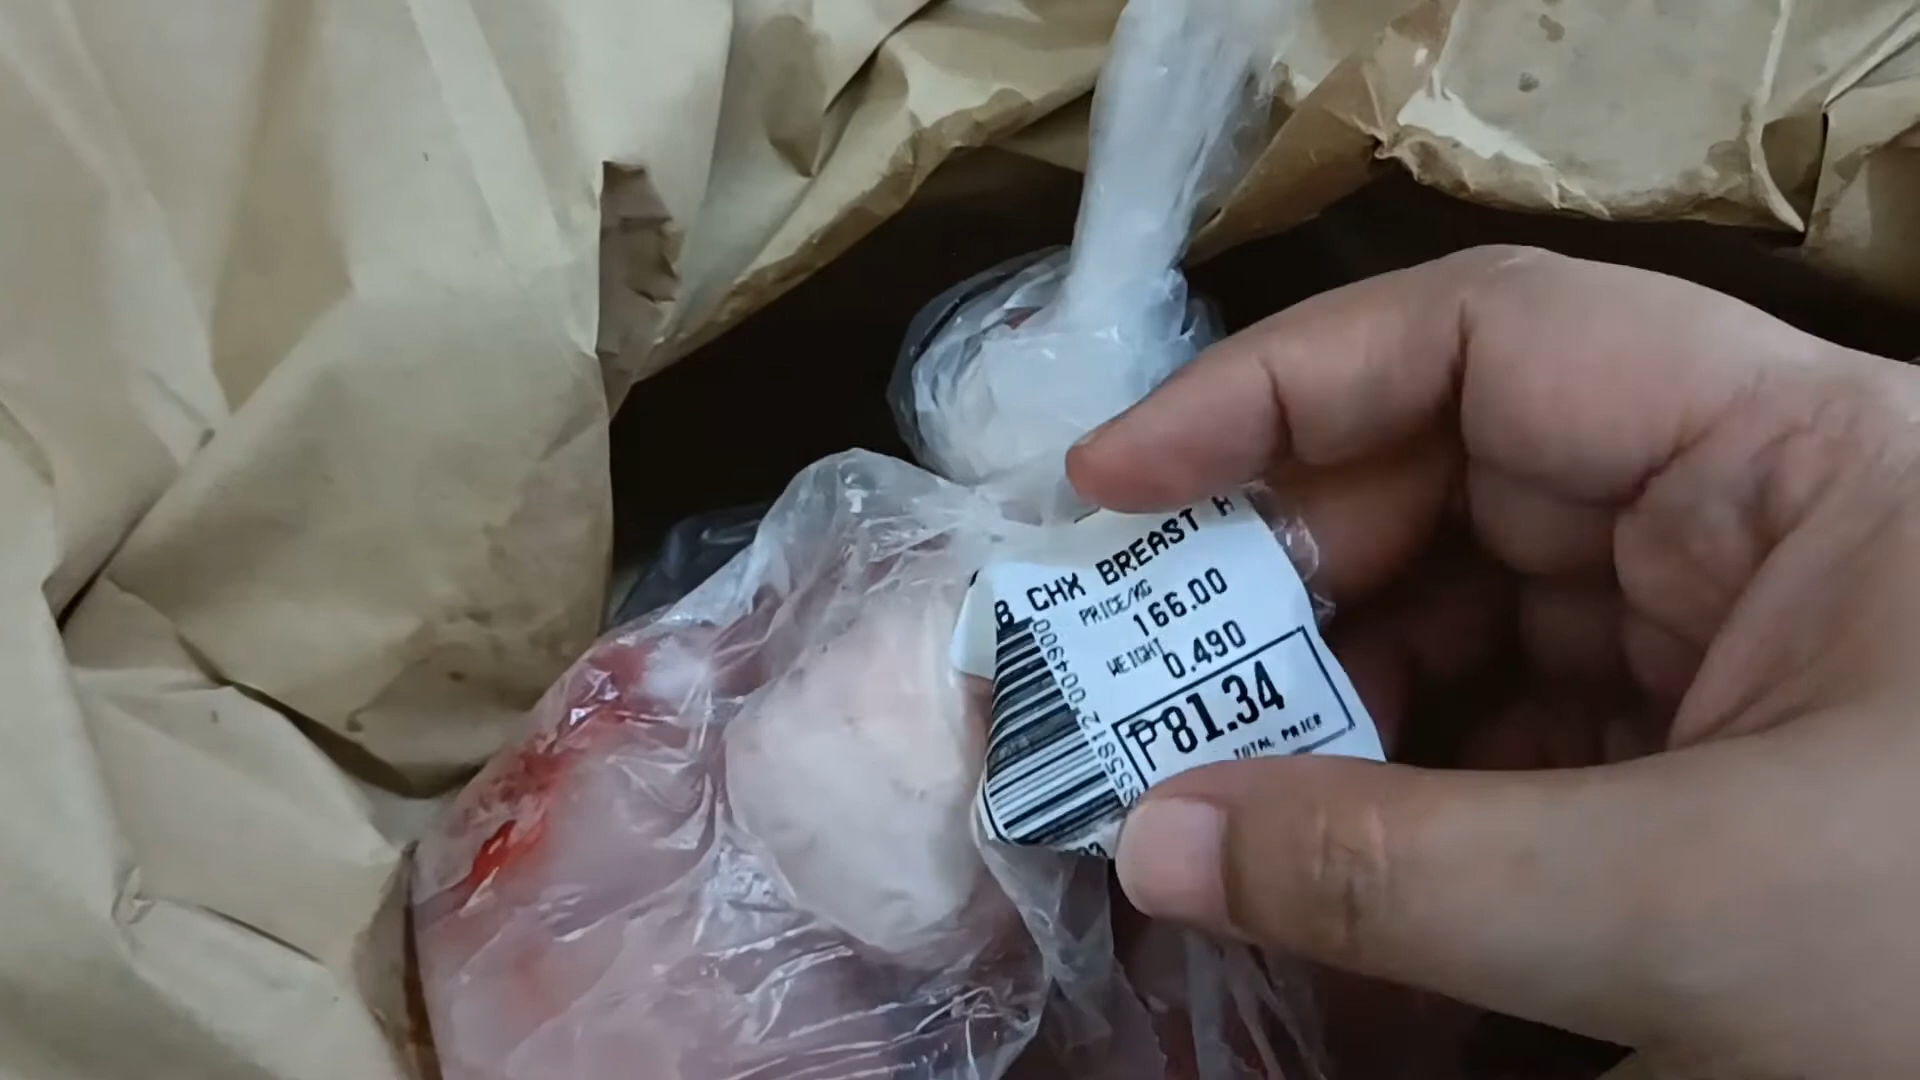 B CHX BREAST
PRICE/KG
166.00
WEIGHT
0.490
₱81.34
TOTAL PRICE